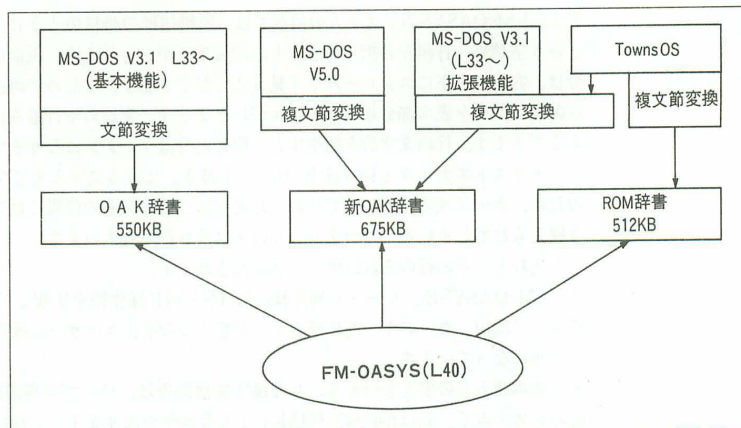 MS-DOS V3.1 L33～
(基本機能)
文節変換
MS-DOS
V5.0
複文節変換
MS-DOS V3.1
(L33～)
拡張機能
複文節変換
TownsOS
複文節変換
OAK辞書
550KB
新OAK辞書
675KB
ROM辞書
512KB
FM-OASYS(L40)